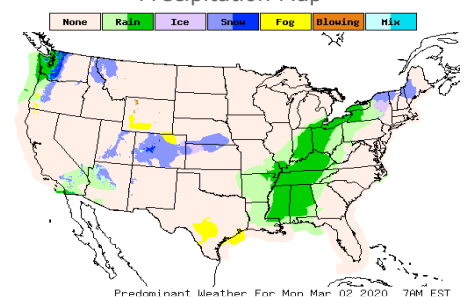 Precipitation Map
None Rain Ice Snow Fog Blowing Mix
Predominant Weather For Mon Mar 02 2020 7AM EST